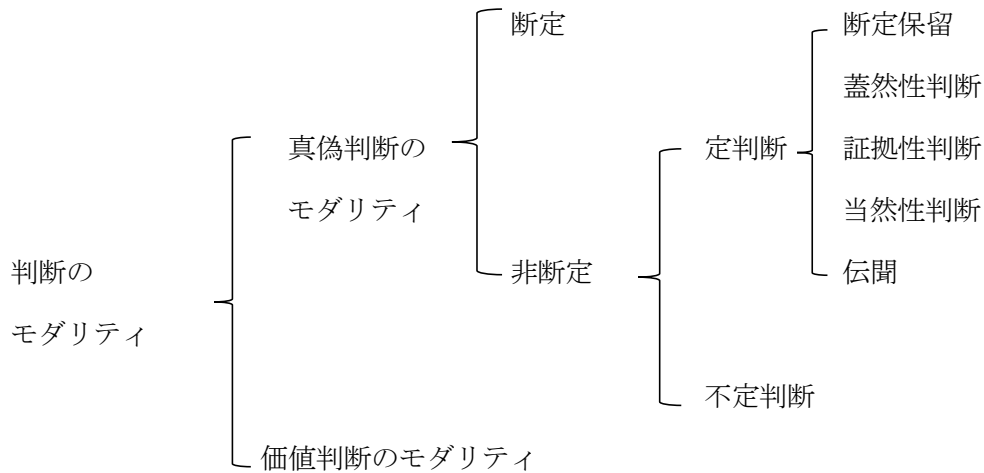 判断の
モダリティ
真偽判断の
モダリティ
価値判断のモダリティ
断定
非断定
定判断
不定判断
断定保留
蓋然性判断
証拠性判断
当然性判断
伝聞